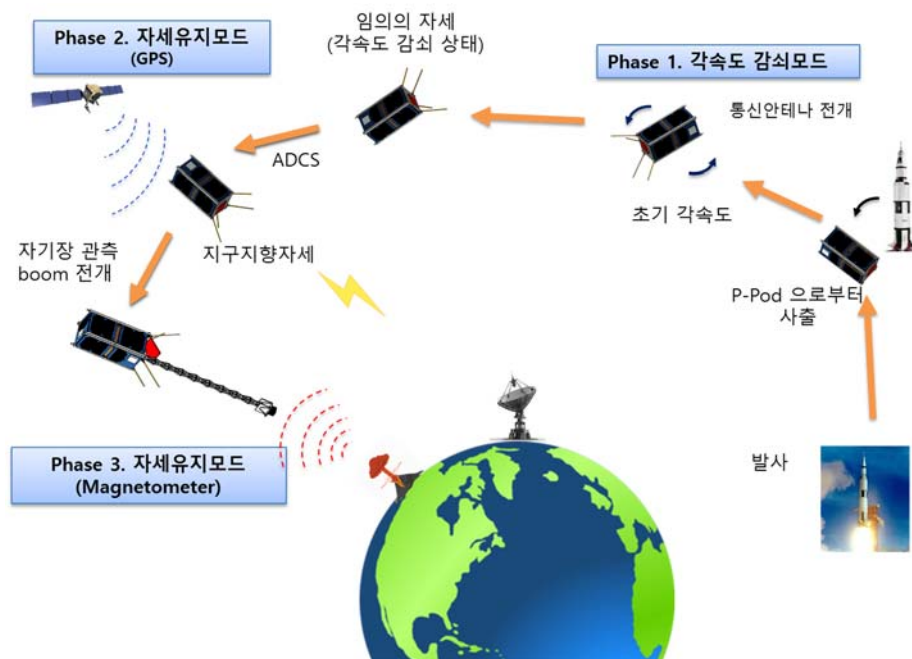 Phase 2. 자세유지모드
(GPS)
임의의 자세
(각속도 감쇠 상태)
Phase 1. 각속도 감쇠모드
통신안테나 전개
ADCS
초기 각속도
자기장 관측
boom 전개
지구지향자세
P-Pod 으로부터
사출
Phase 3. 자세유지모드
(Magnetometer)
발사